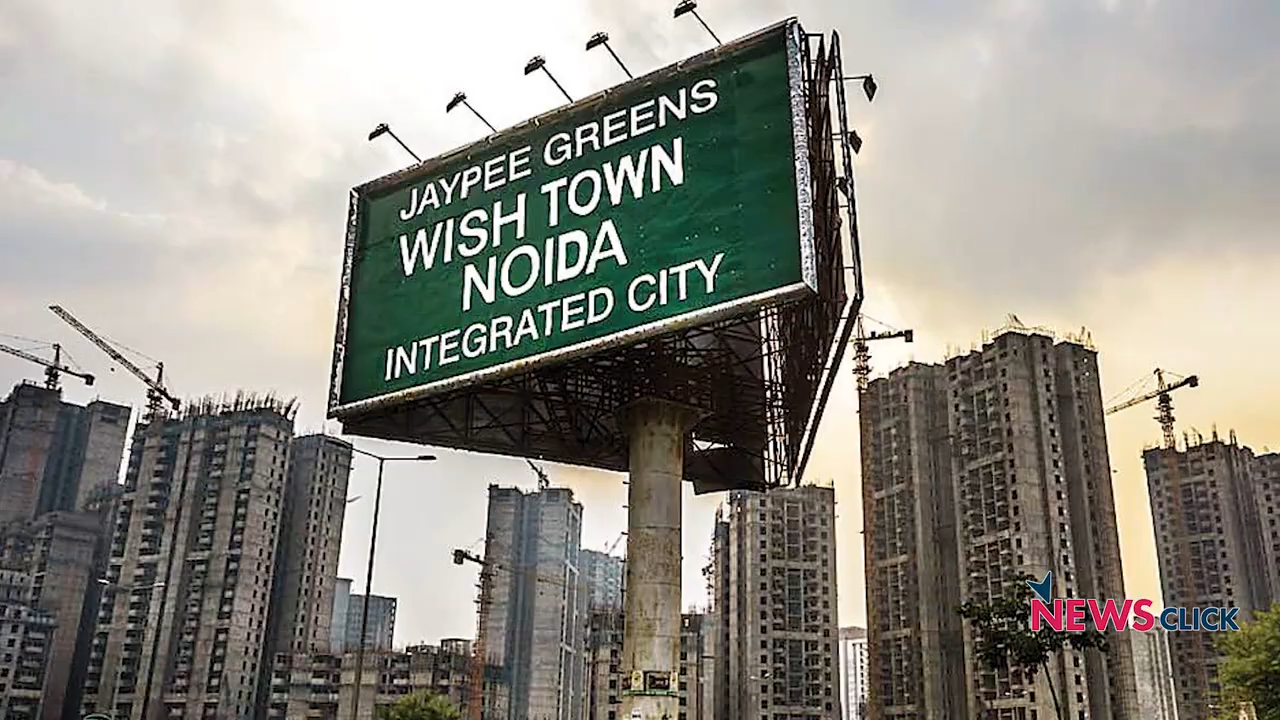 JAYPEE GREENS
WISH TOWN
NOIDA
INTEGRATED CITY
NEWSCLICK